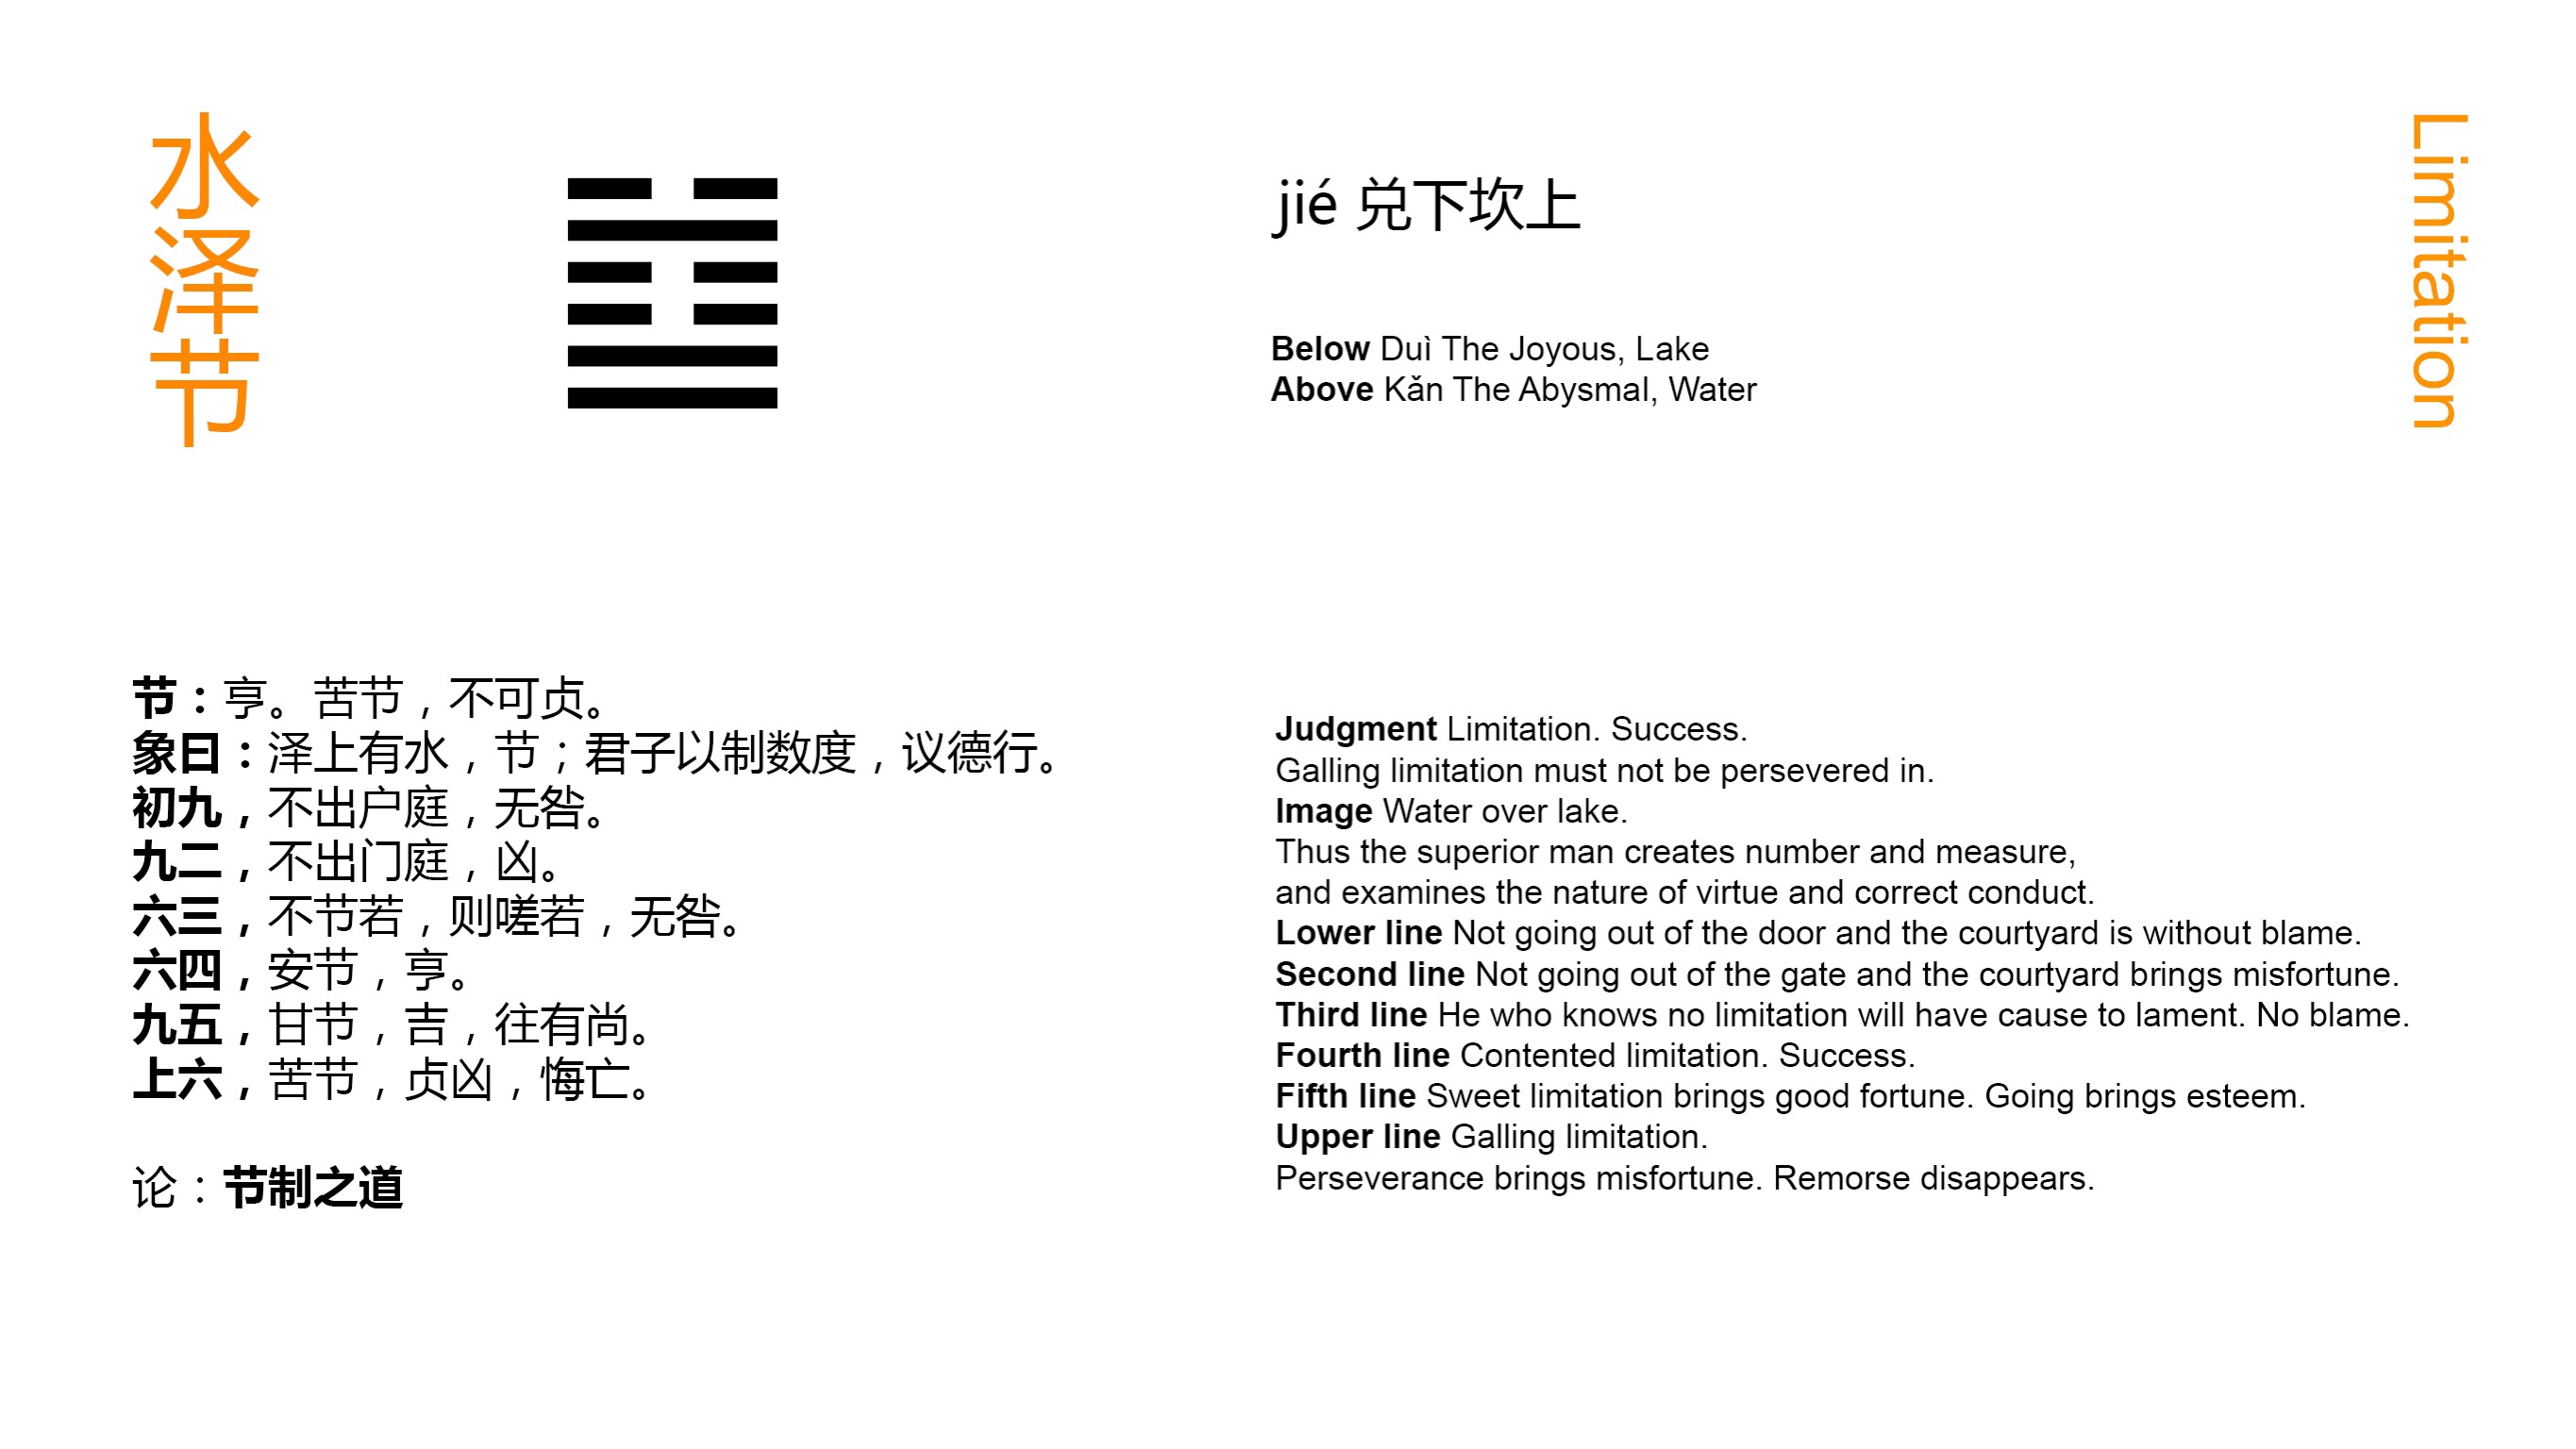 水泽节
jié 兑下坎上
Below Duì The Joyous, Lake
Above Kǎn The Abysmal, Water
Limitation
节：亨。苦节，不可贞。
象曰：泽上有水，节；君子以制数度，议德行。
初九，不出户庭，无咎。
九二，不出门庭，凶。
六三，不节若，则嗟若，无咎。
六四，安节，亨。
九五，甘节，吉，往有尚。
上六，苦节，贞凶，悔亡。
论：节制之道
Judgment Limitation. Success.
Galling limitation must not be persevered in.
Image Water over lake.
Thus the superior man creates number and measure,
and examines the nature of virtue and correct conduct.
Lower line Not going out of the door and the courtyard is without blame.
Second line Not going out of the gate and the courtyard brings misfortune.
Third line He who knows no limitation will have cause to lament. No blame.
Fourth line Contented limitation. Success.
Fifth line Sweet limitation brings good fortune. Going brings esteem.
Upper line Galling limitation.
Perseverance brings misfortune. Remorse disappears.